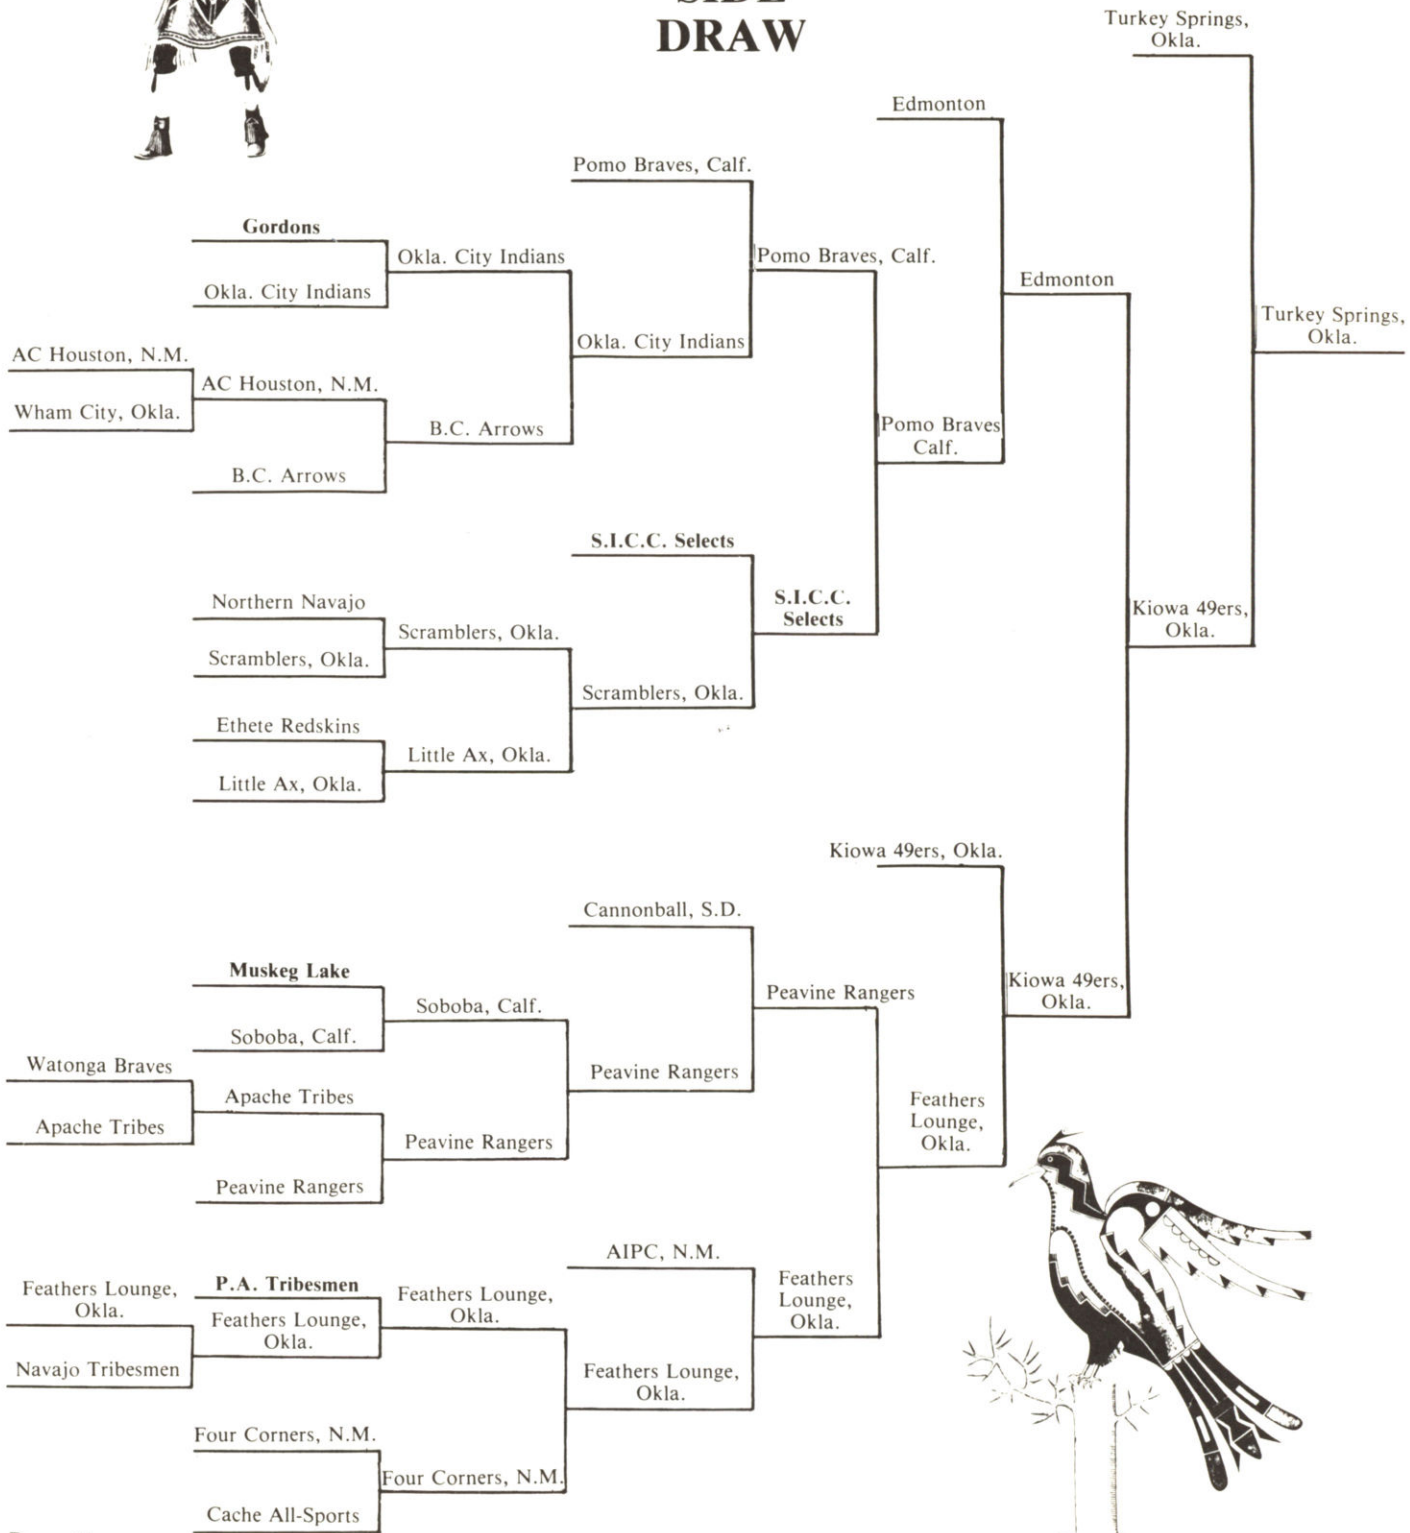 SIDE
DRAW
Turkey Springs,
Okla.
Edmonton
Pomo Braves, Calf.
Gordons
Okla. City Indians
Pomo Braves, Calf.
Edmonton
Okla. City Indians
Turkey Springs,
Okla.
Okla. City Indians
AC Houston, N.M.
AC Houston, N.M.
Wham City, Okla.
B.C. Arrows
Pomo Braves
Calf.
B.C. Arrows
S.I.C.C. Selects
S.I.C.C.
Selects
Northern Navajo
Kiowa 49ers,
Okla.
Scramblers, Okla.
Scramblers, Okla.
Scramblers, Okla.
Ethete Redskins
Little Ax, Okla.
Little Ax, Okla.
Kiowa 49ers, Okla.
Cannonball, S.D.
Muskeg Lake
Kiowa 49ers,
Okla.
Peavine Rangers
Soboba, Calf.
Soboba, Calf.
Watonga Braves
Peavine Rangers
Apache Tribes
Feathers
Lounge,
Okla.
Apache Tribes
Peavine Rangers
Peavine Rangers
AIPC, N.M.
Feathers Lounge,
Okla.
P.A. Tribesmen
Feathers Lounge,
Okla.
Feathers
Lounge,
Okla.
Feathers Lounge,
Okla.
Navajo Tribesmen
Feathers Lounge,
Okla.
Four Corners, N.M.
Four Corners, N.M.
Cache All-Sports